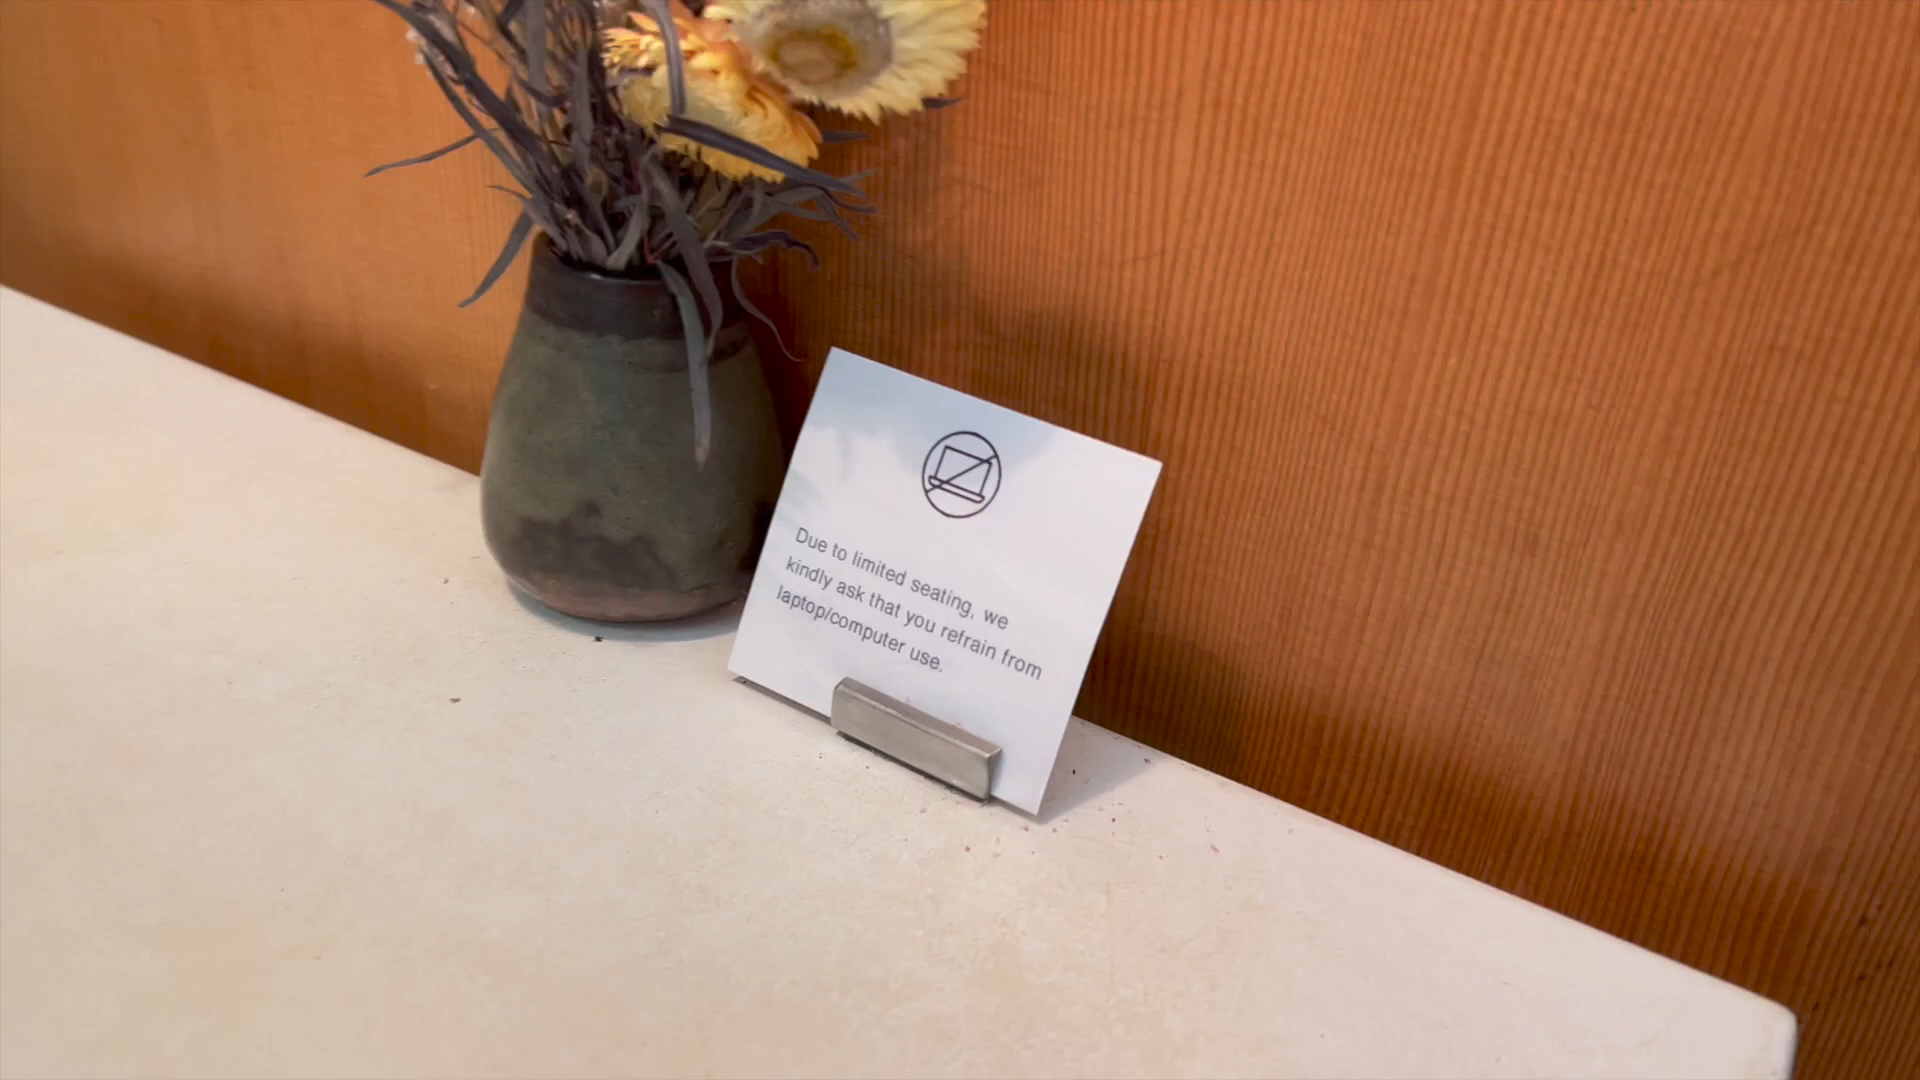 Due to limited seating, we
kindly ask that you refrain from
laptop/computer use.